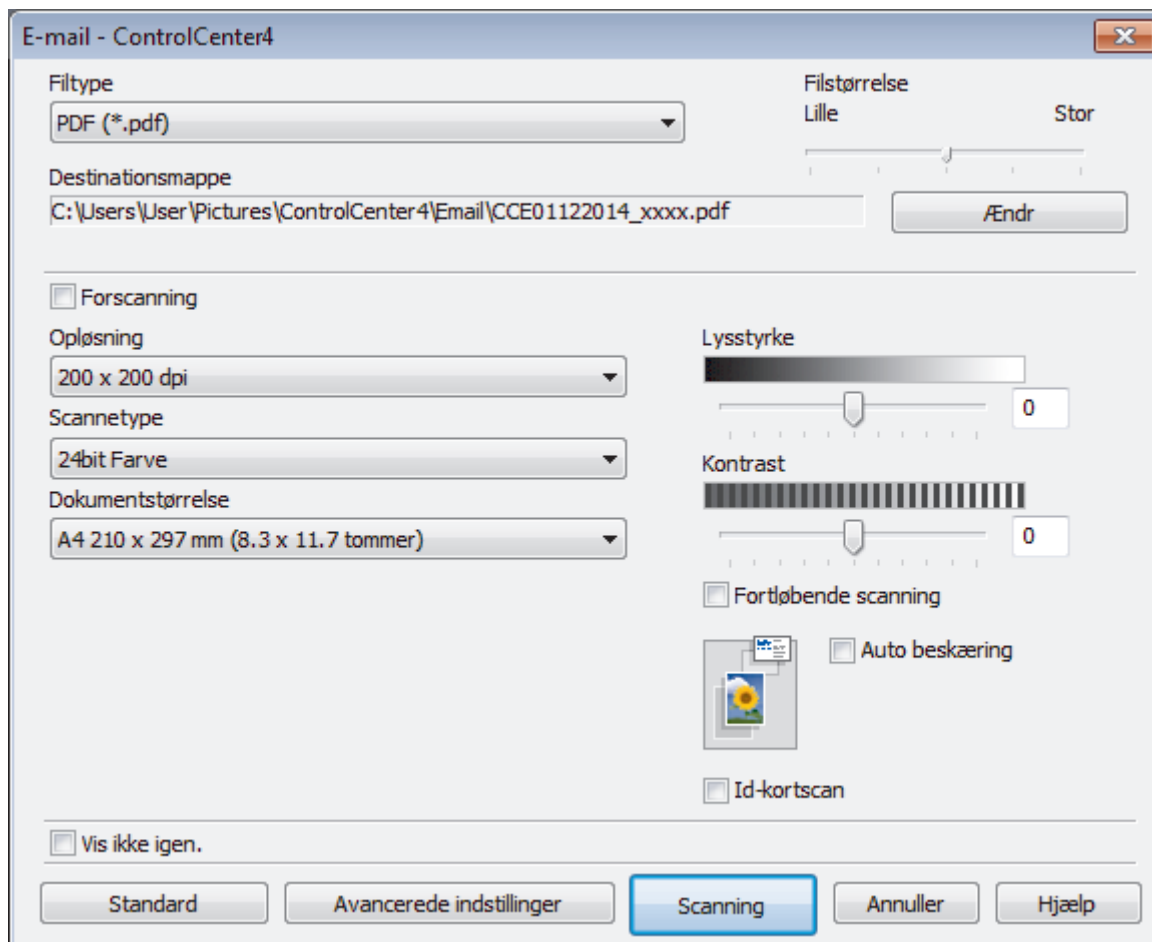 E-mail - ControlCenter4
Filtype
PDF (*.pdf)
Filstørrelse
Lille Stor
Destinationsmappe
C:\Users\User\Pictures\ControlCenter4\Email\CCE01122014_xxxx.pdf
Ændr
Forscanning
Opløsning
200 x 200 dpi
Scannetype
24bit Farve
Dokumentstørrelse
A4 210 x 297 mm (8.3 x 11.7 tommer)
Lysstyrke
0
Kontrast
0
Fortløbende scanning
Auto beskæring
Id-kortscan
Vis ikke igen.
Standard Avancerede indstillinger Scanning Annuller Hjælp